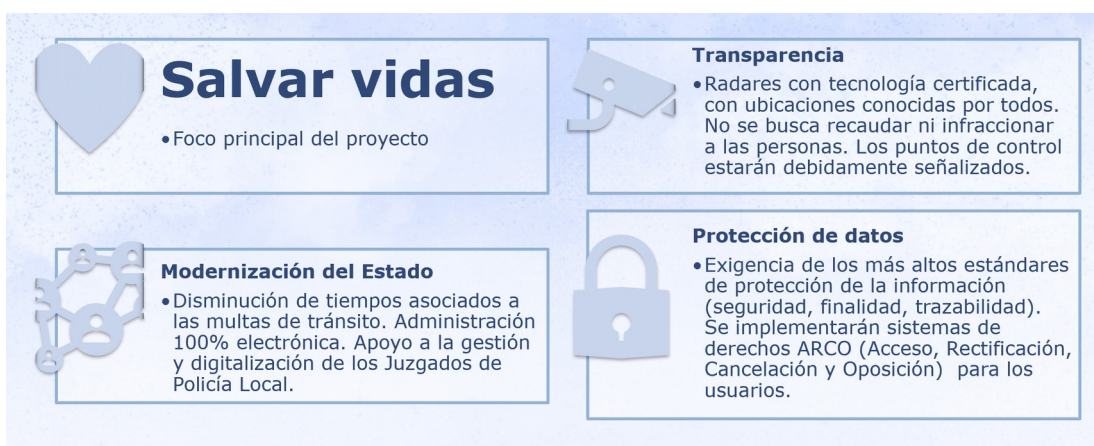 Salvar vidas
•Foco principal del proyecto
Transparencia
•Radares con tecnología certificada,
con ubicaciones conocidas por todos.
No se busca recaudar ni infraccionar
a las personas. Los puntos de control
estarán debidamente señalizados.
Modernización del Estado
•Disminución de tiempos asociados a
las multas de tránsito. Administración
100% electrónica. Apoyo a la gestión
y digitalización de los Juzgados de
Policía Local.
Protección de datos
•Exigencia de los más altos estándares
de protección de la información
(seguridad, finalidad, trazabilidad).
Se implementarán sistemas de
derechos ARCO (Acceso, Rectificación,
Cancelación y Oposición)  para los
usuarios.